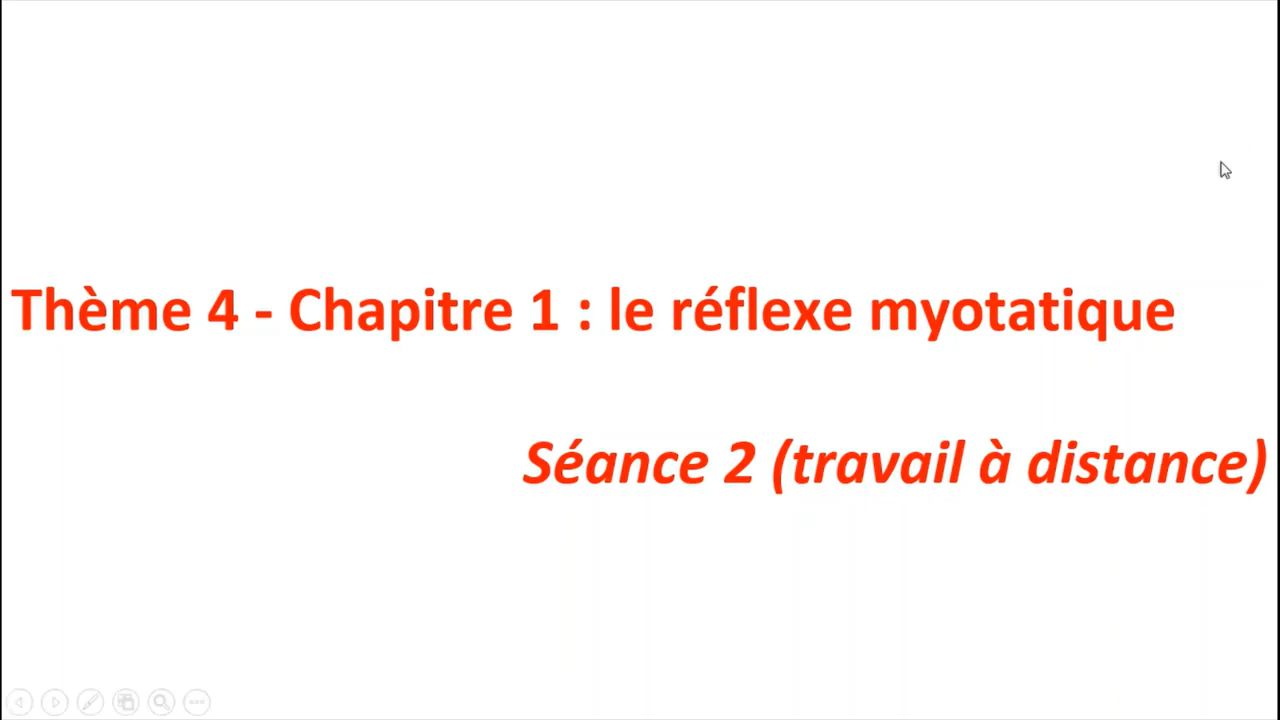 Thème 4 - Chapitre 1 : le réflexe myotatique
Séance 2 (travail à distance)